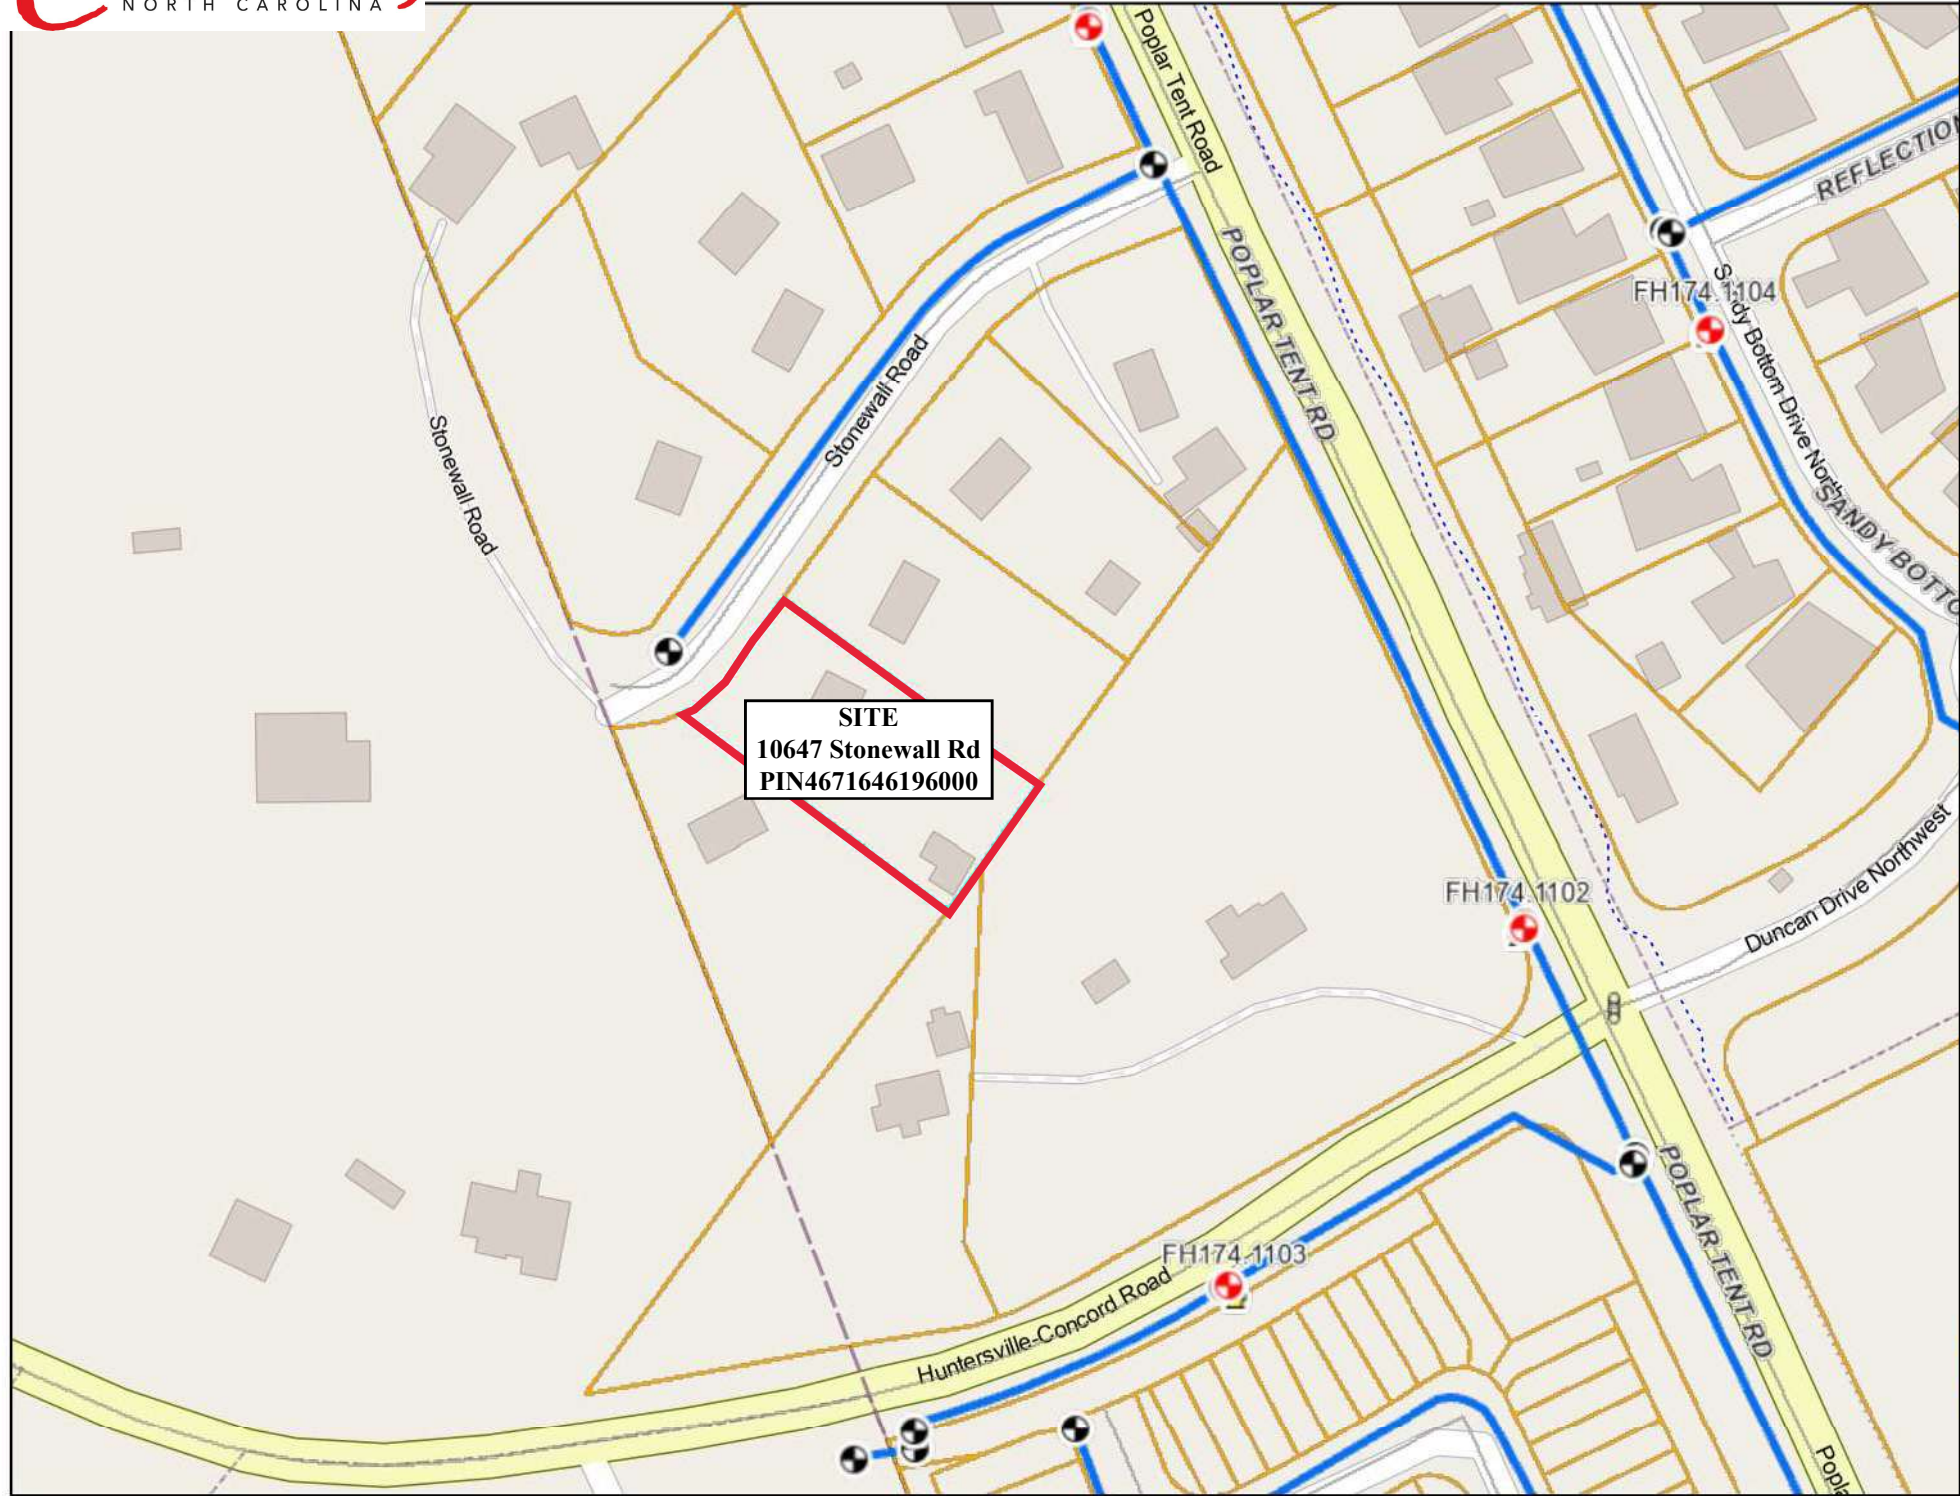 NORTH CAROLINA
Poplar Tent Road
REFLECTION
POPLAR TENT RD
FH174.1104
Sandy Bottom Drive North
Stonewall Road
Stonewall Road
SANDY BOTTO
SITE
10647 Stonewall Rd
PIN4671646196000
Duncan Drive Northwest
FH174.1102
POPLAR TENT RD
FH174.1103
Huntersville-Concord Road
Popla